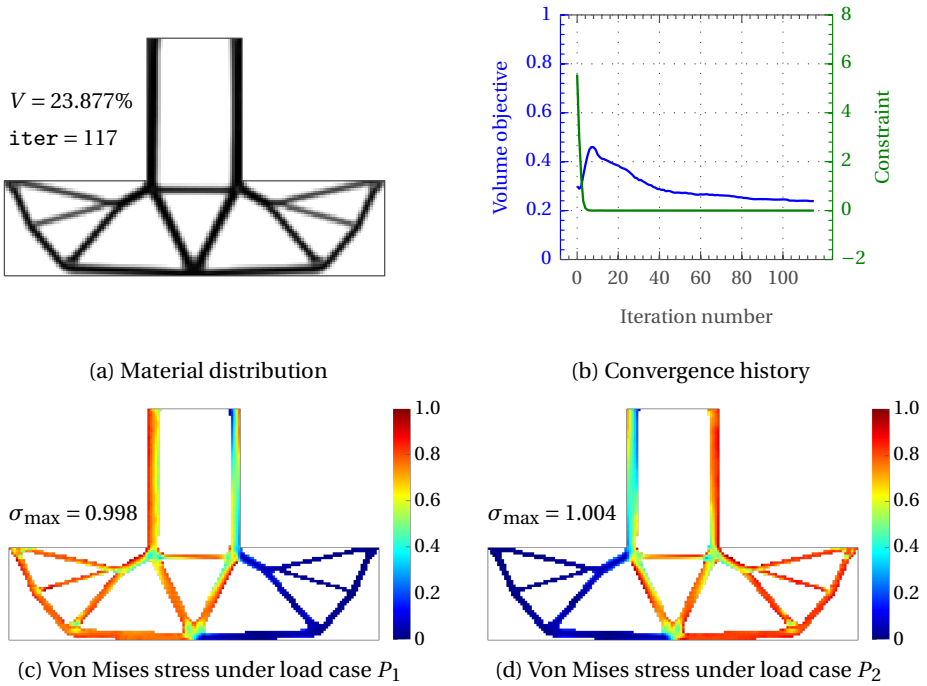 V = 23.877%
iter = 117
(a) Material distribution
Volume objective
1
0.8
0.6
0.4
0.2
0
8
6
4
2
0
−2
Constraint
0 20 40 60 80 100
Iteration number
(b) Convergence history
σmax = 0.998
1.0
0.8
0.6
0.4
0.2
0
(c) Von Mises stress under load case P1
σmax = 1.004
1.0
0.8
0.6
0.4
0.2
0
(d) Von Mises stress under load case P2